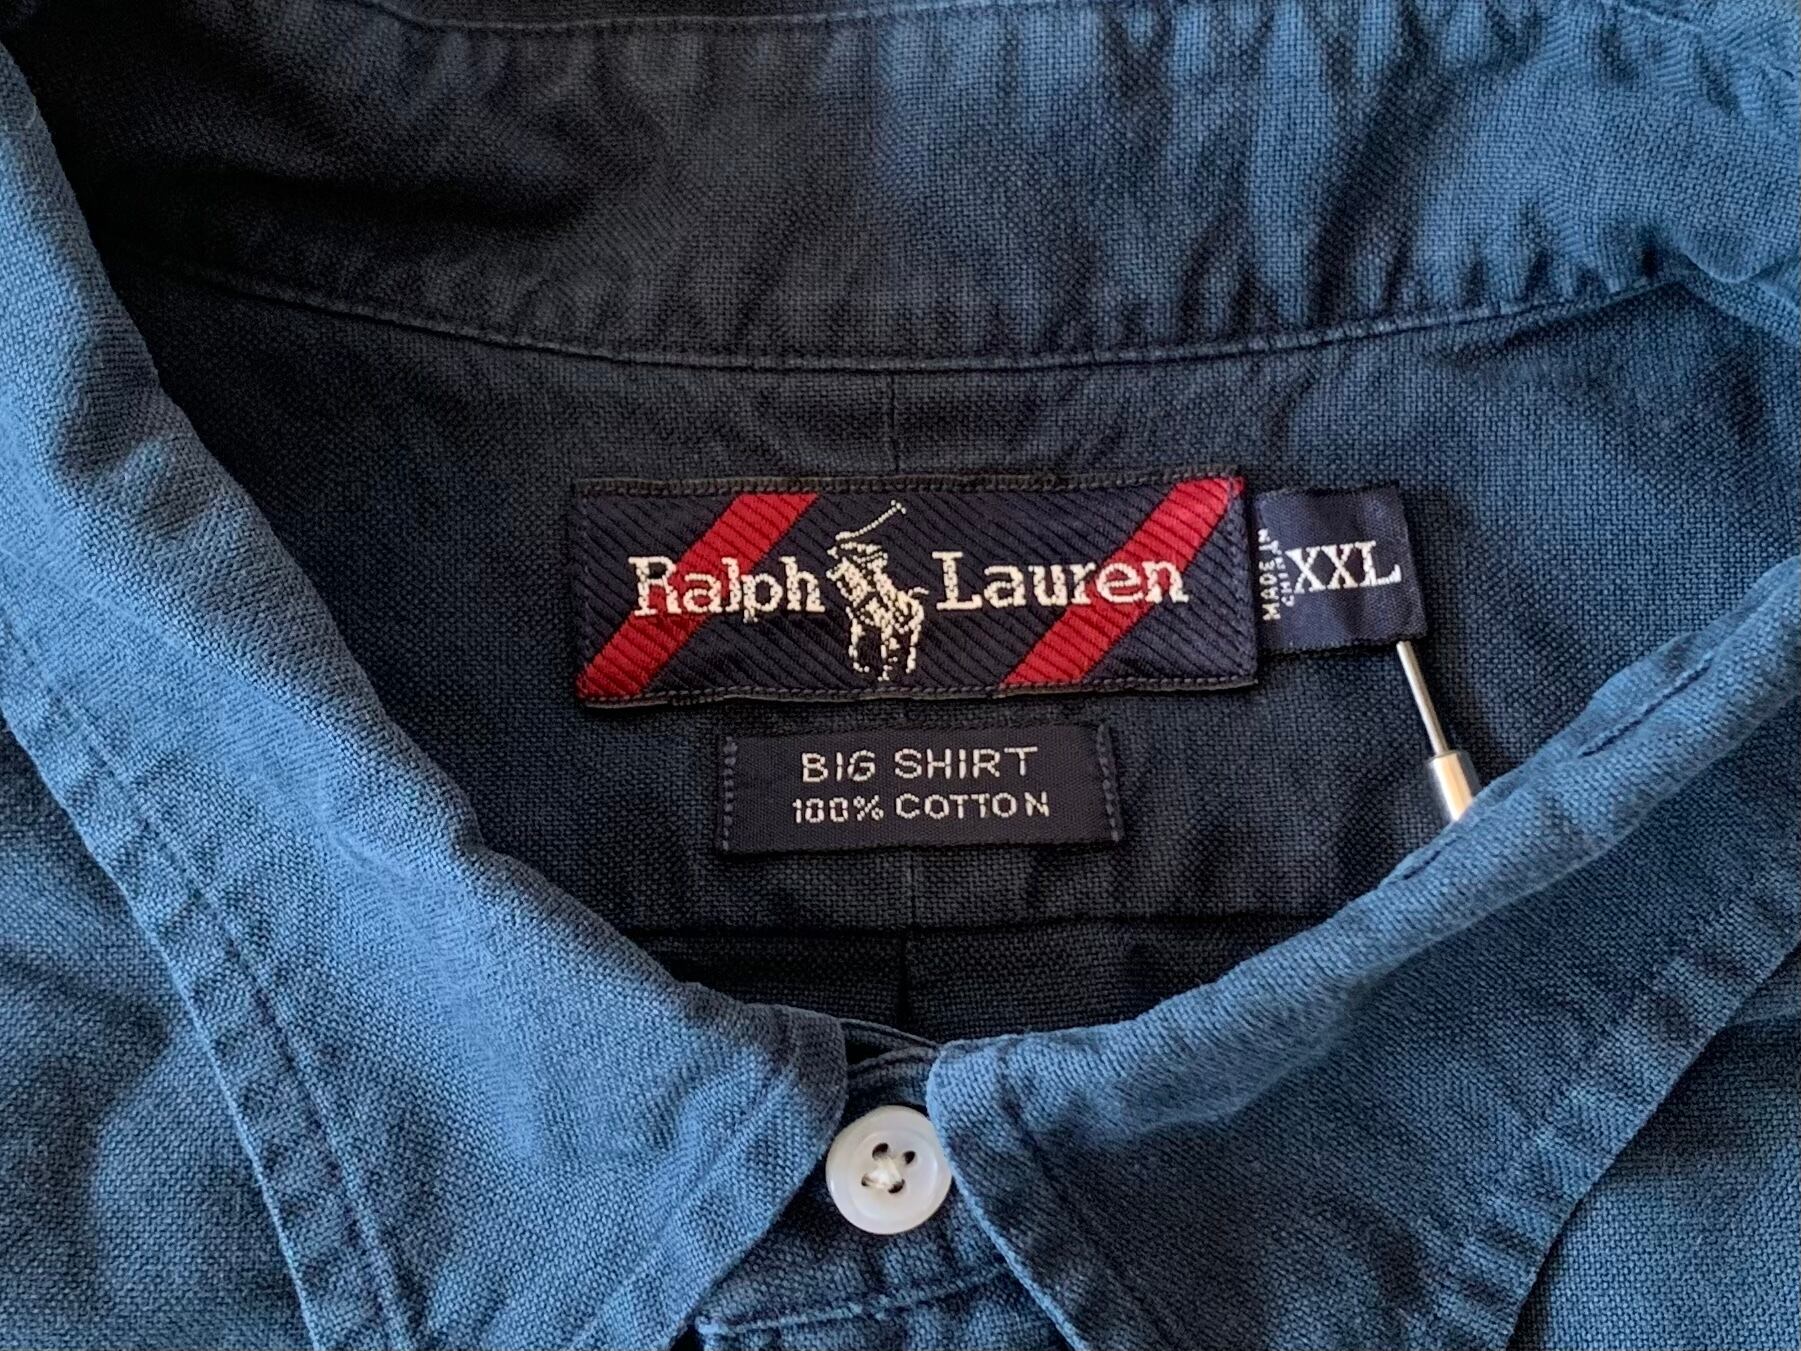 Ralph Lauren
MADE IN
CHINA
XXL
BIG SHIRT
100% COTTON